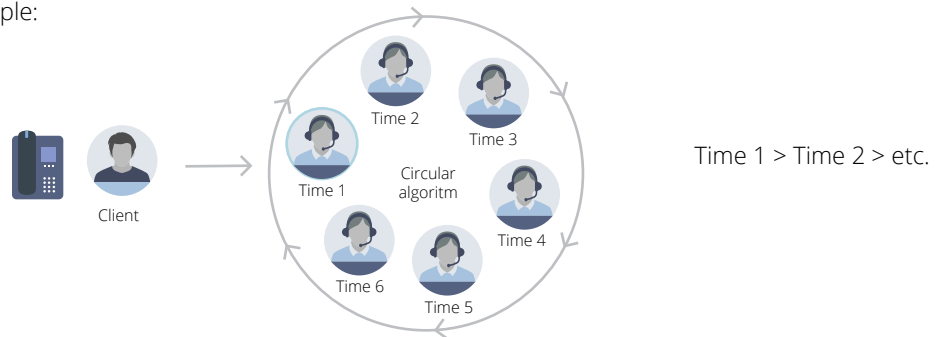 ple:
Time 2
Time 3
Time 1
Circular
algoritm
Time 4
Time 6
Time 5
Client
Time 1 > Time 2 > etc.